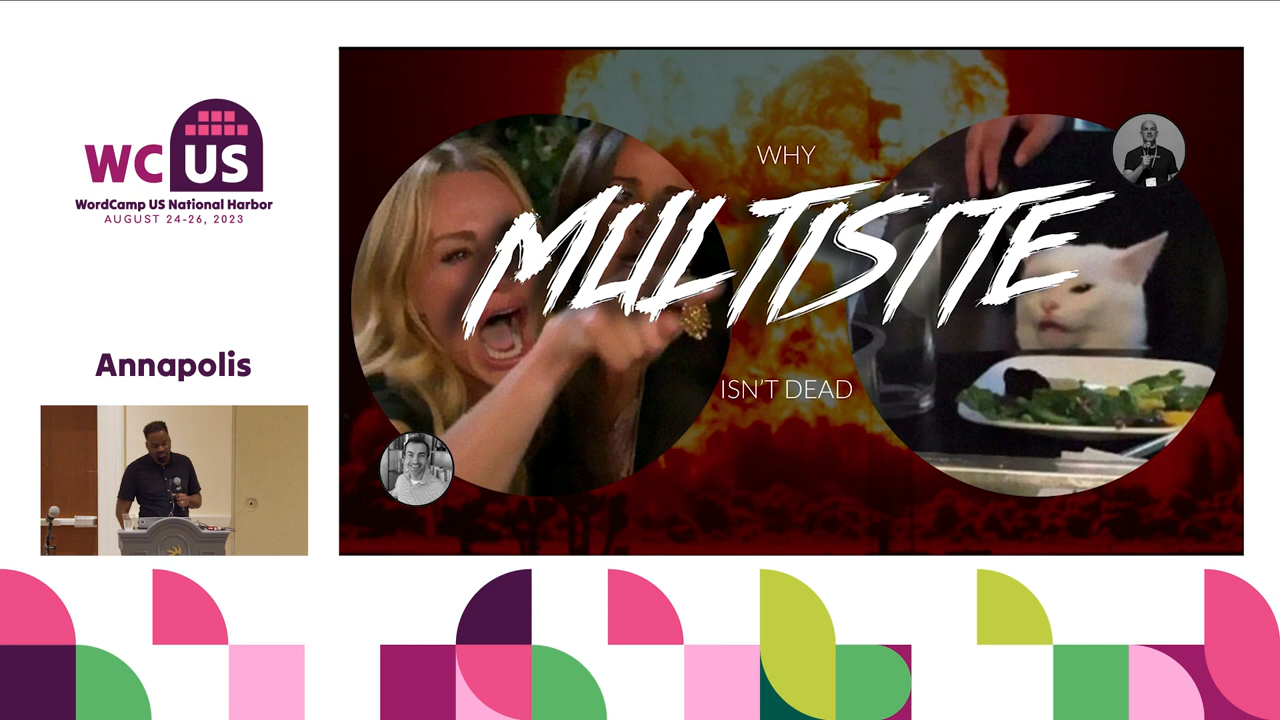 WC US
WordCamp US National Harbor
AUGUST 24-26, 2023
Annapolis
WHY
MULTISITE
ISN'T DEAD